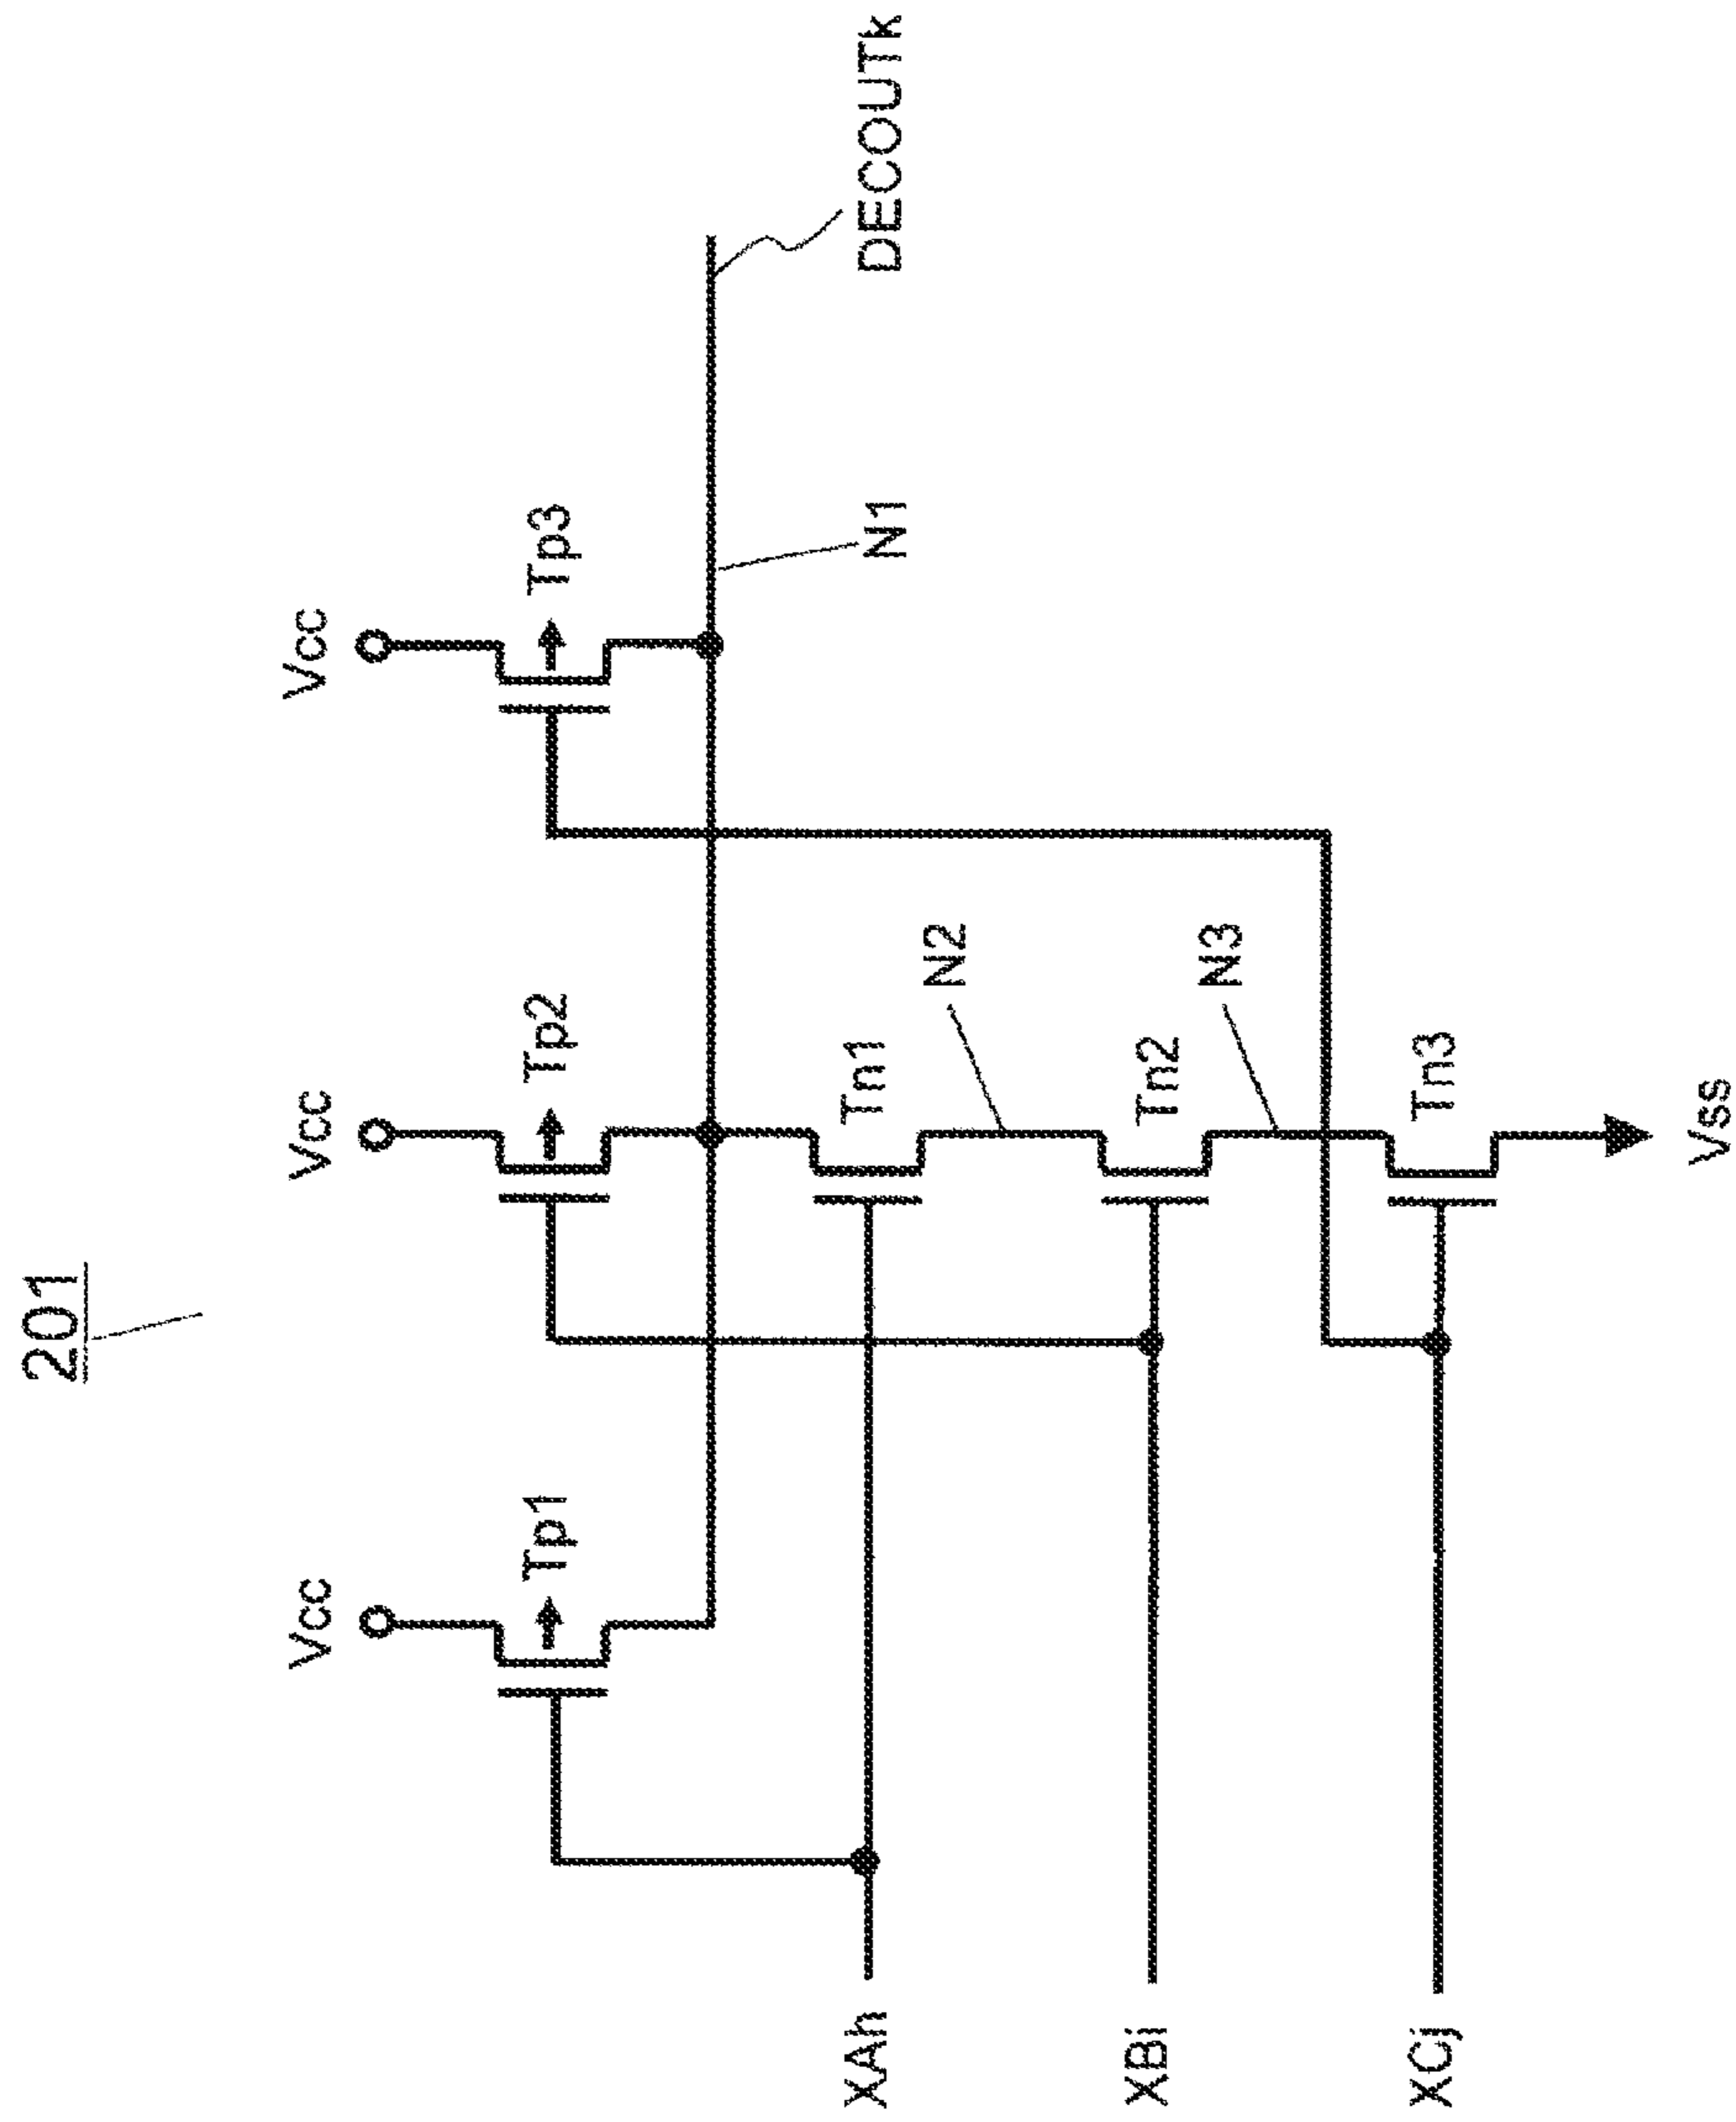 201
Vcc
Vcc
Vcc
Tp1
Tp2
Tp3
DECOUTk
N1
XAh
Tn1
N2
XBi
Tn2
N3
XCj
Tn3
Vss